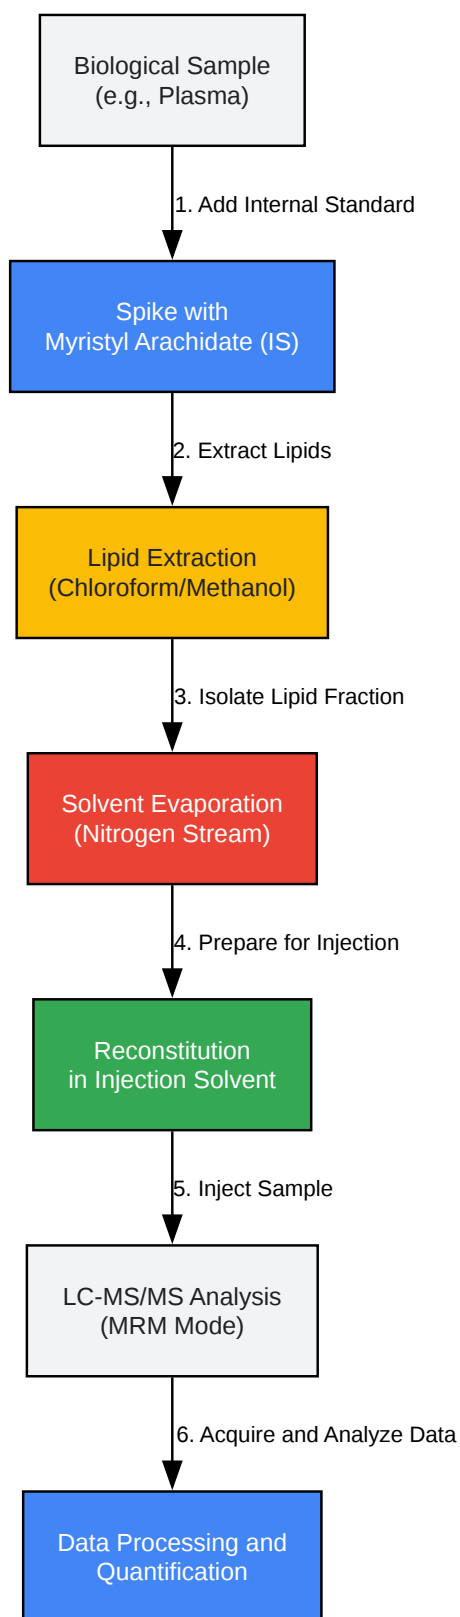 Biological Sample
(e.g., Plasma)
1. Add Internal Standard
Spike with
Myristyl Arachidate (IS)
2. Extract Lipids
Lipid Extraction
(Chloroform/Methanol)
3. Isolate Lipid Fraction
Solvent Evaporation
(Nitrogen Stream)
4. Prepare for Injection
Reconstitution
in Injection Solvent
5. Inject Sample
LC-MS/MS Analysis
(MRM Mode)
6. Acquire and Analyze Data
Data Processing and
Quantification